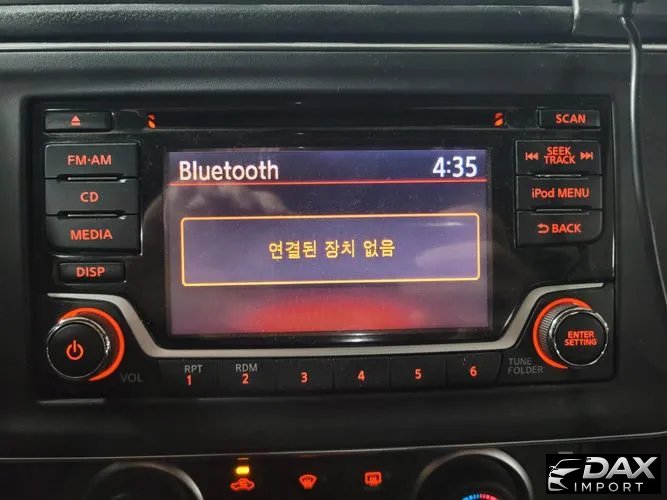 SCAN
FM·AM
Bluetooth 4:35
SEEK
TRACK
CD
iPod MENU
MEDIA
BACK
연결된 장치 없음
DISP
ENTER
SETTING
VOL
RPT
1
RDM
2
3
4
5
6
TUNE
FOLDER
DAX
IMPORT